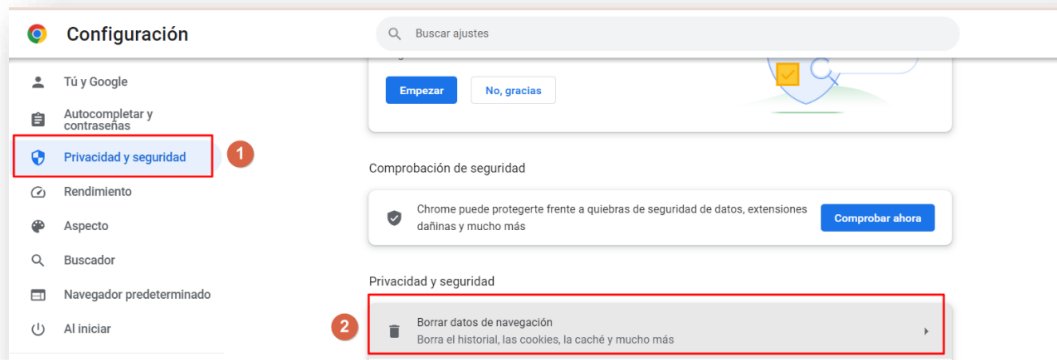 Configuración
Buscar ajustes
Tú y Google
Autocompletar y
contraseñas
Privacidad y seguridad
1
Rendimiento
Aspecto
Buscador
Navegador predeterminado
Al iniciar
Empezar
No, gracias
Comprobación de seguridad
Chrome puede protegerte frente a quiebras de seguridad de datos, extensiones
dañinas y mucho más
Comprobar ahora
Privacidad y seguridad
2
Borrar datos de navegación
Borra el historial, las cookies, la caché y mucho más